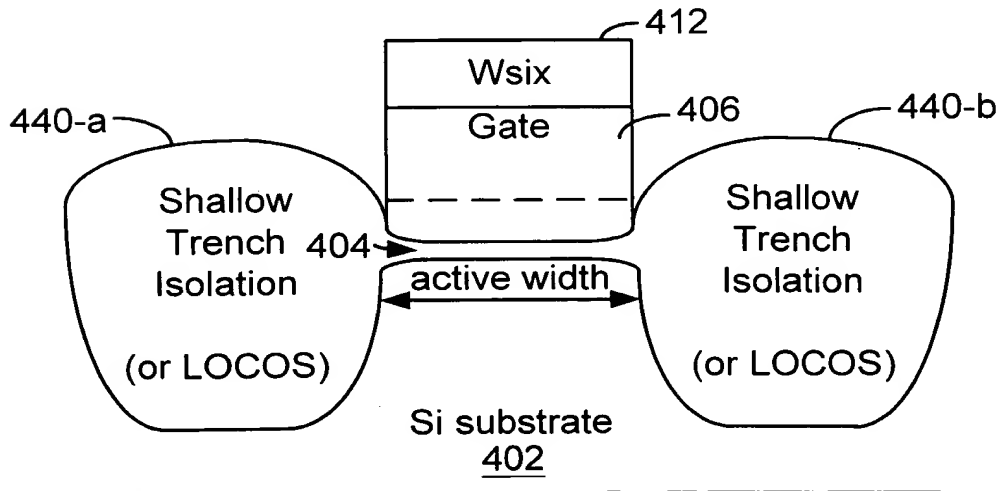 412
Wsix
440-a
Gate
406
440-b
Shallow
Trench
Isolation
(or LOCOS)
404
active width
Shallow
Trench
Isolation
(or LOCOS)
Si substrate
402